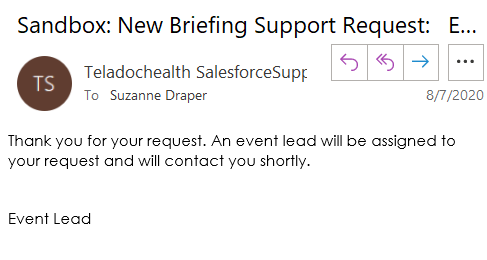 Sandbox: New Briefing Support Request: E...
TS
Teladochealth SalesforceSupp
To Suzanne Draper
8/7/2020
Thank you for your request. An event lead will be assigned to
your request and will contact you shortly.
Event Lead